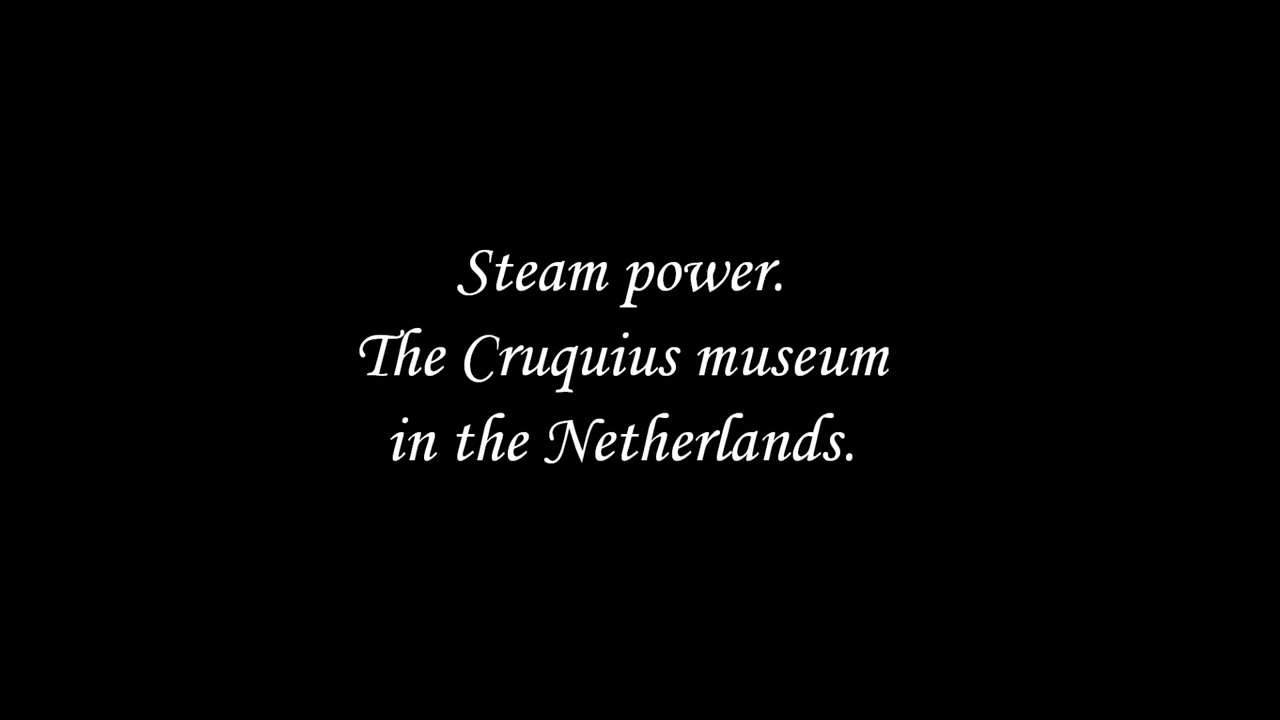 Steam power.
The Cruquius museum
in the Netherlands.